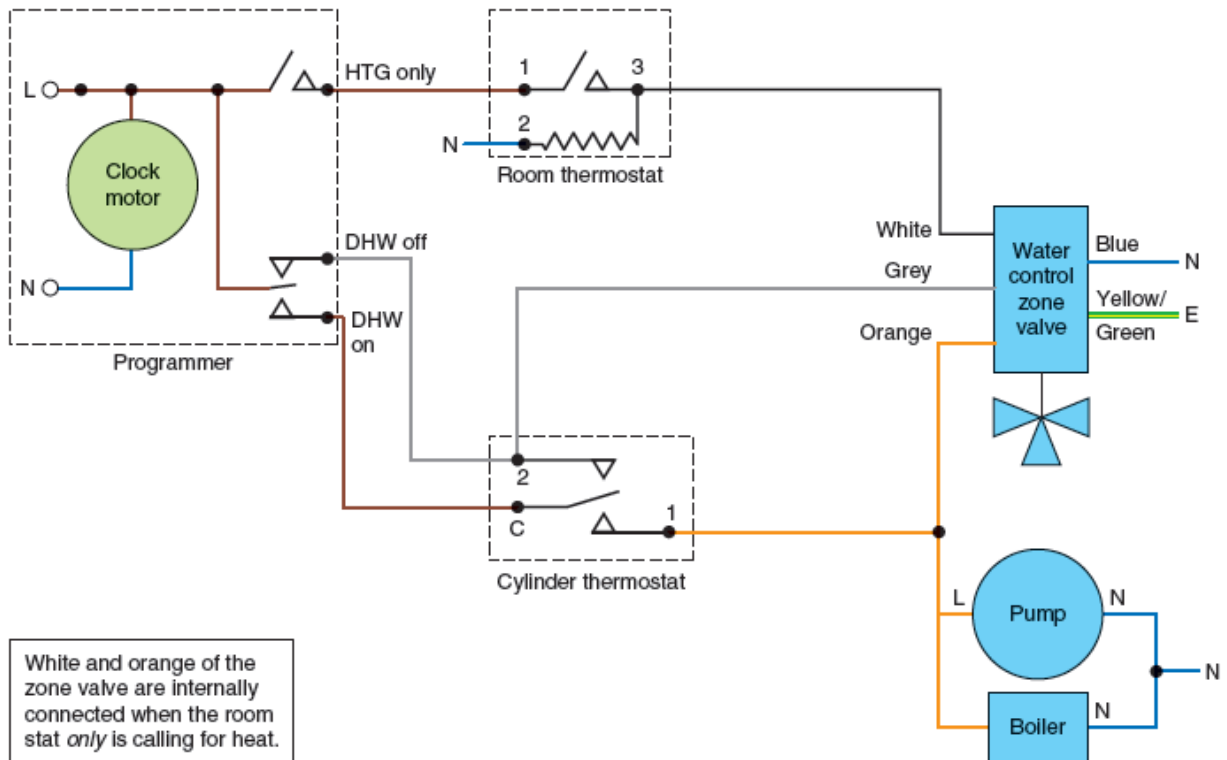 L
HTG only
1
3
2
N
Room thermostat
Clock
motor
N
DHW off
DHW
on
Programmer
White
Grey
Orange
Water
control
zone
valve
Blue
N
Yellow/
Green
E
2
C
1
Cylinder thermostat
L
Pump
N
N
Boiler
N
White and orange of the
zone valve are internally
connected when the room
stat only is calling for heat.